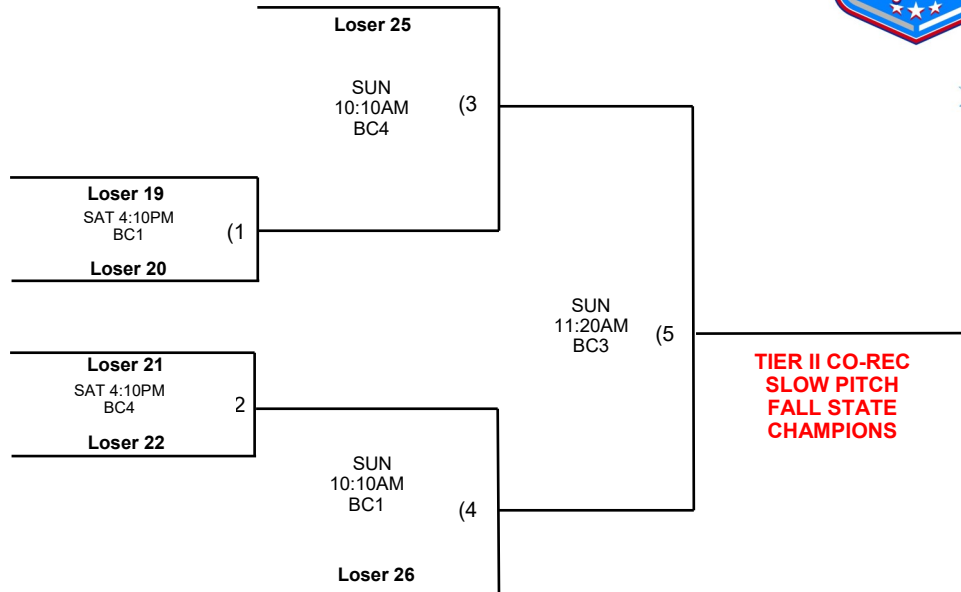 Loser 25
SUN
10:10AM
BC4
(3
Loser 19
SAT 4:10PM
BC1
(1
Loser 20
SUN
11:20AM
BC3
(5
Loser 21
SAT 4:10PM
BC4
2
Loser 22
TIER II CO-REC
SLOW PITCH
FALL STATE
CHAMPIONS
SUN
10:10AM
BC1
(4
Loser 26